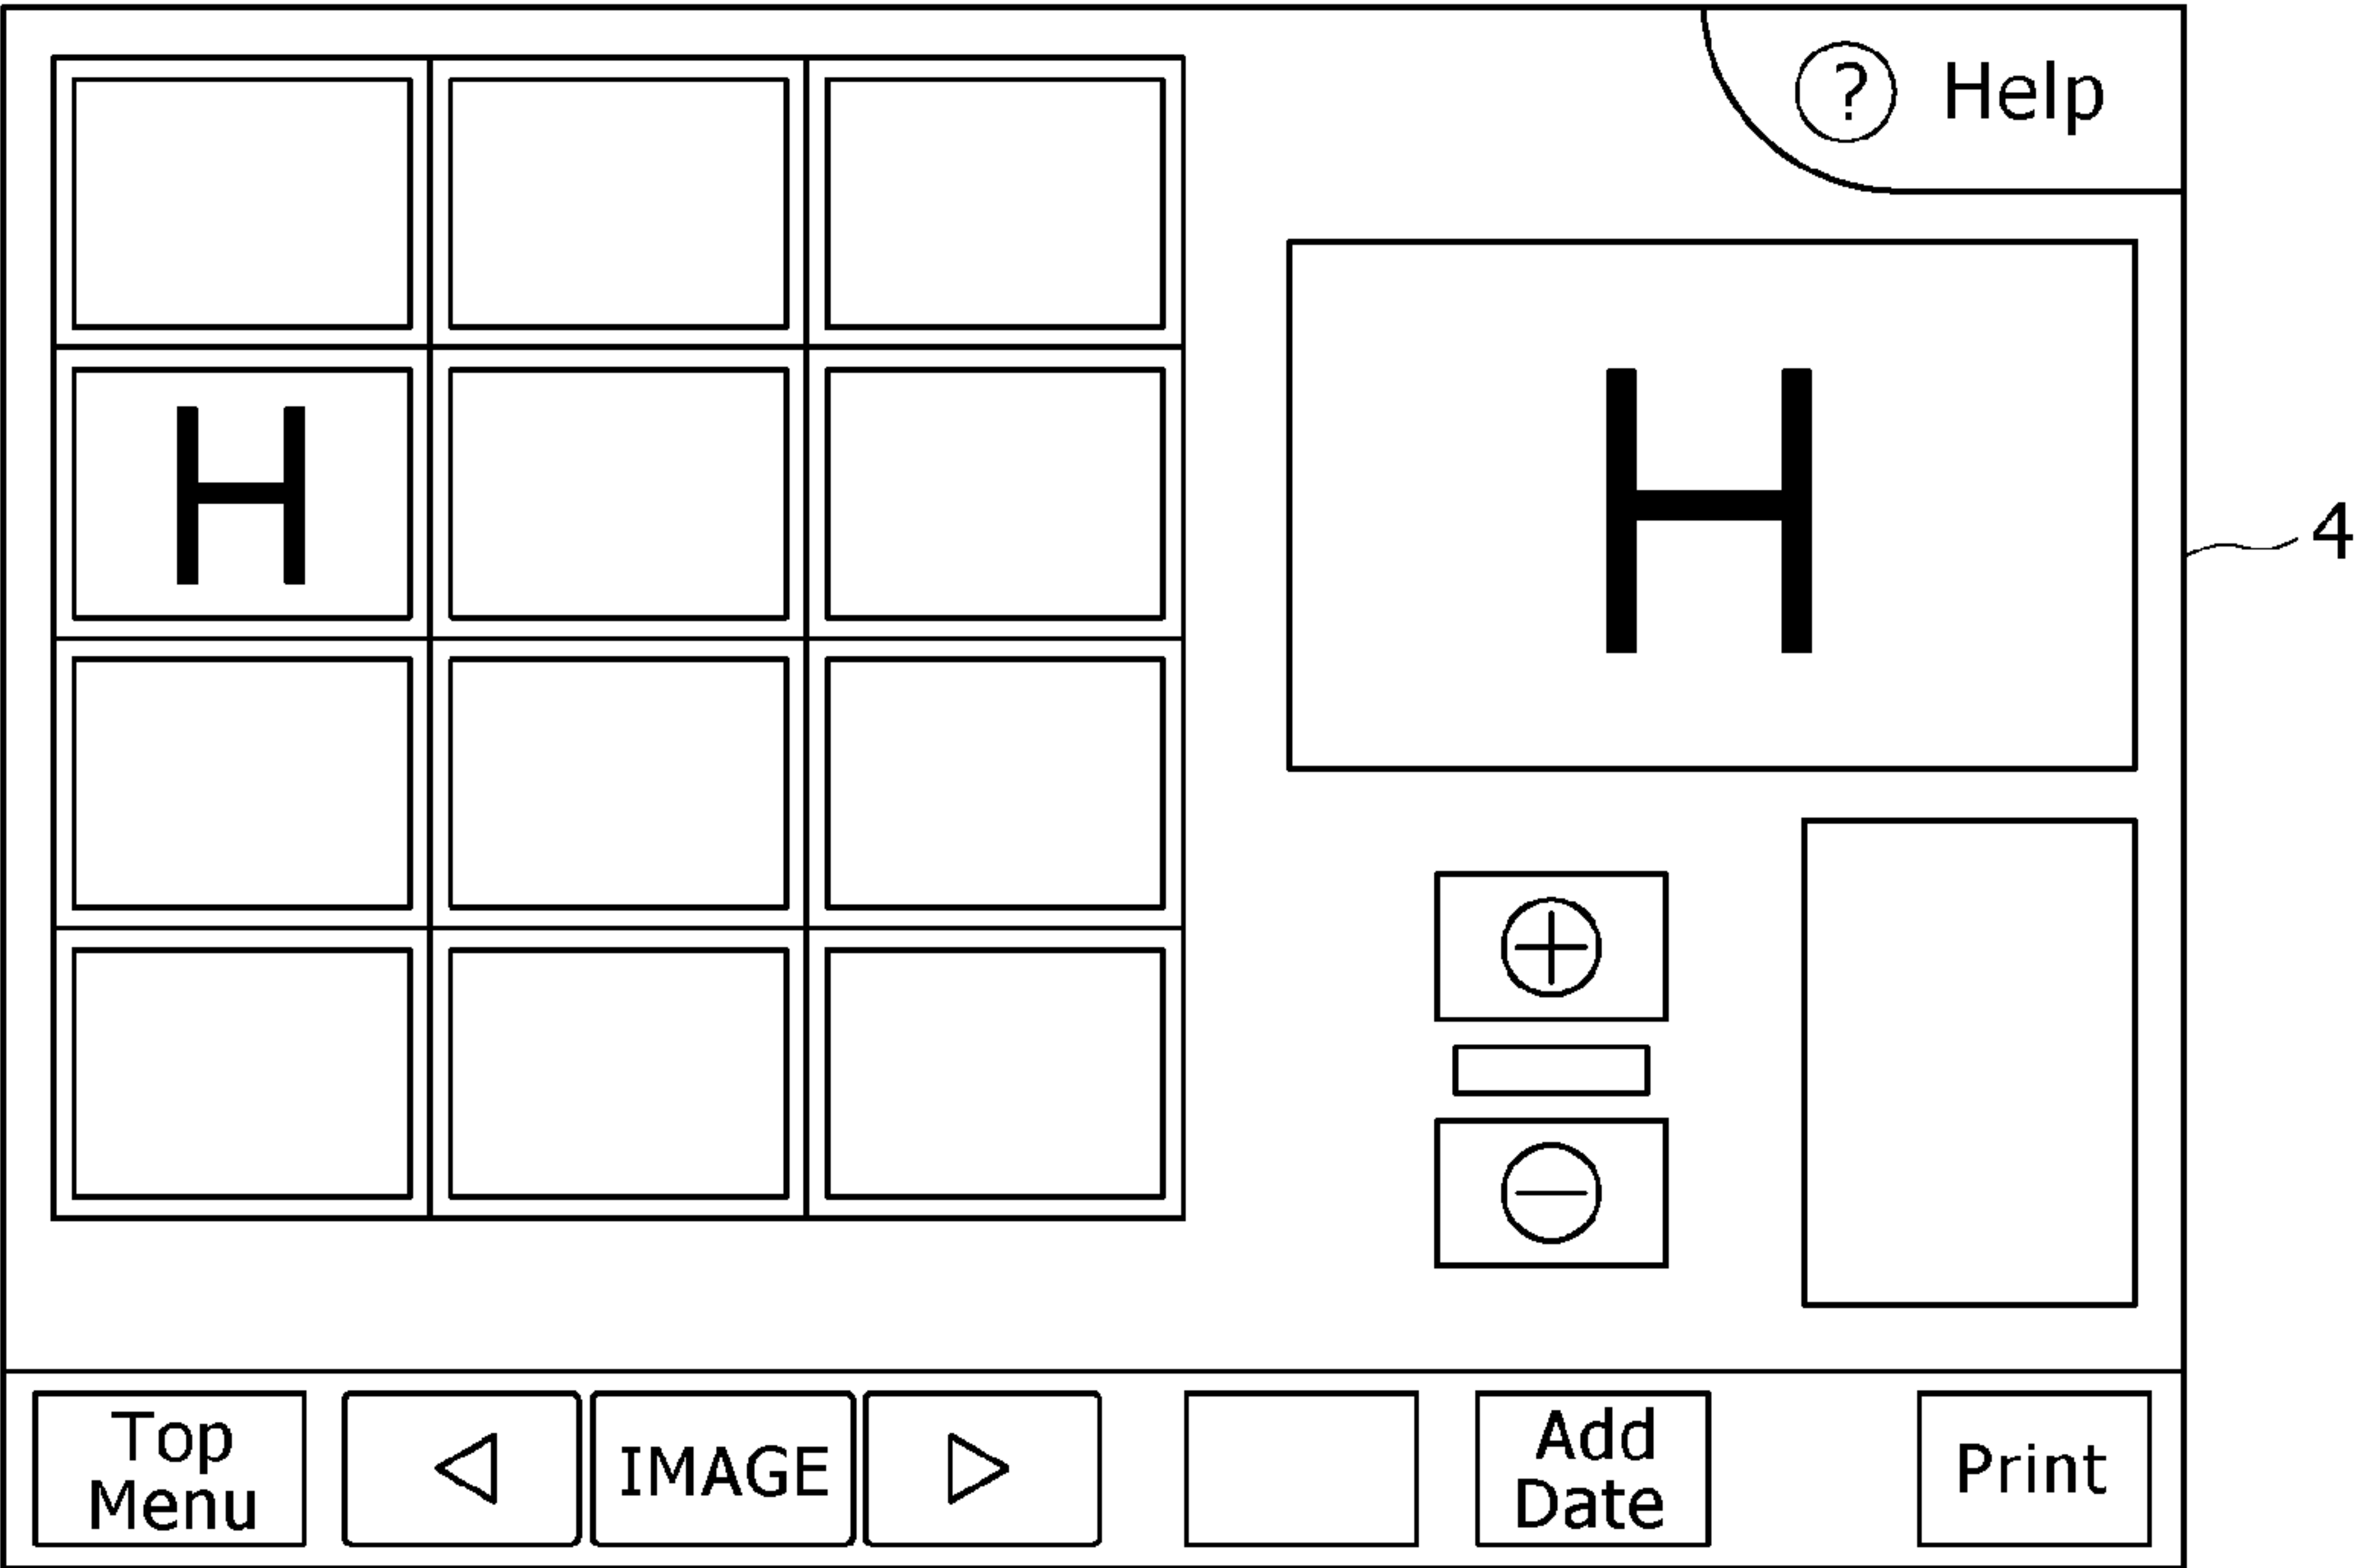 ? Help
H
H
4
Top
Menu
IMAGE
Add
Date
Print